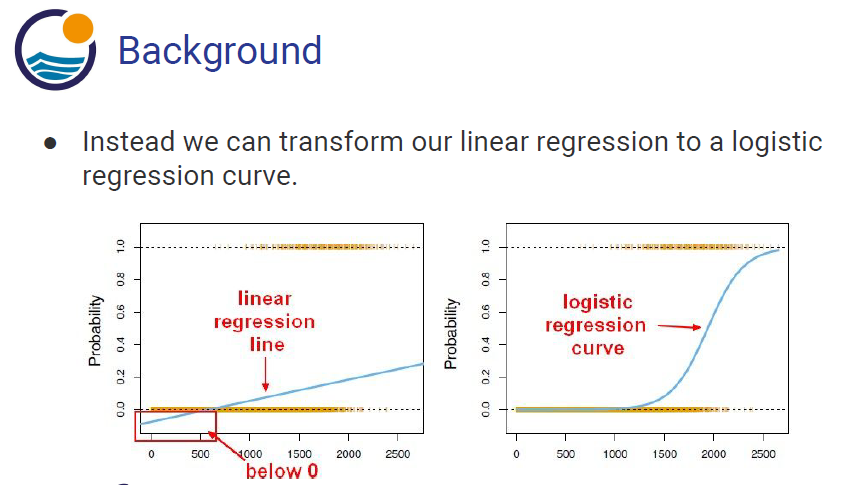 Background
● Instead we can transform our linear regression to a logistic
regression curve.
Probability
0.0 0.2 0.4 0.6 0.8 1.0
linear
regression
line
0 500 1000 1500 2000 2500
below 0
Probability
0.0 0.2 0.4 0.6 0.8 1.0
logistic
regression
curve
0 500 1000 1500 2000 2500